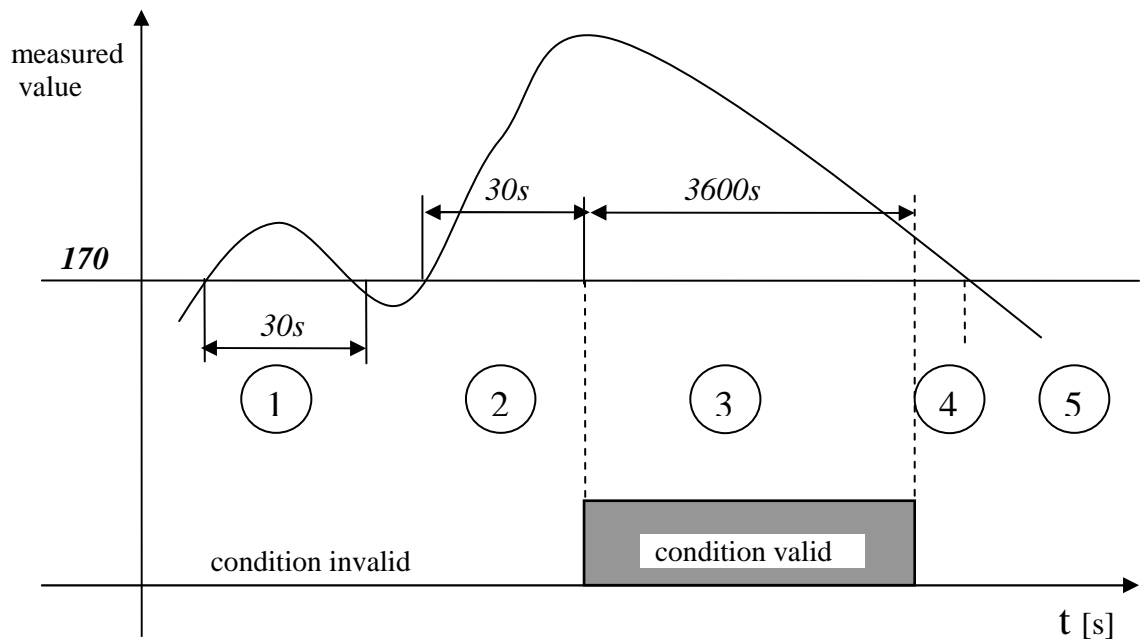 measured
value
30s
3600s
170
30s
1
2
3
4
5
condition invalid
condition valid
t [s]